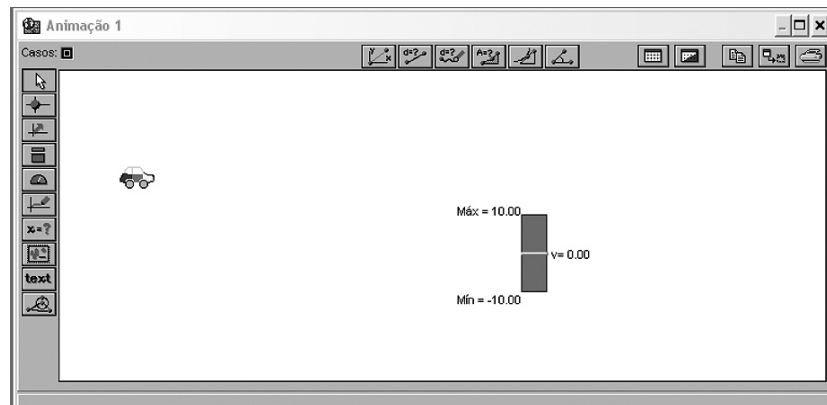 Animação 1
Casos:
d=? d=? A=?
x=?
text
Máx = 10.00
v= 0.00
Mín = -10.00